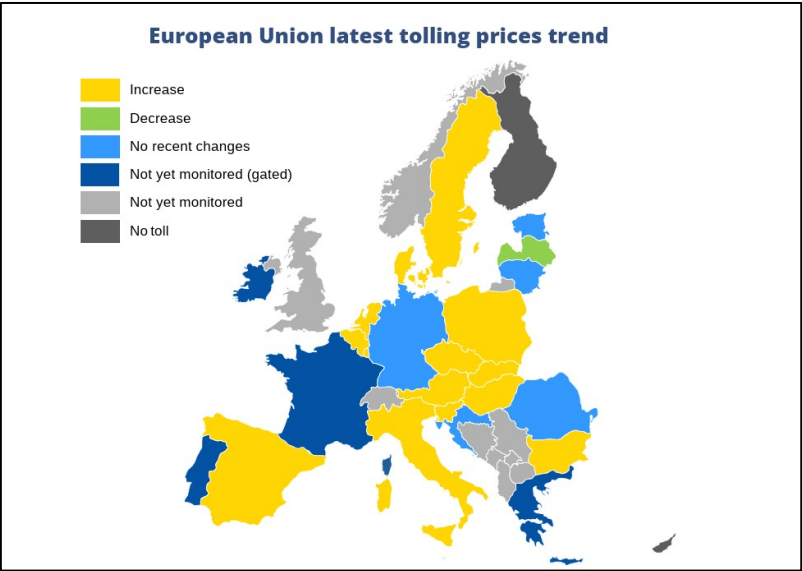 European Union latest tolling prices trend
Increase
Decrease
No recent changes
Not yet monitored (gated)
Not yet monitored
No toll